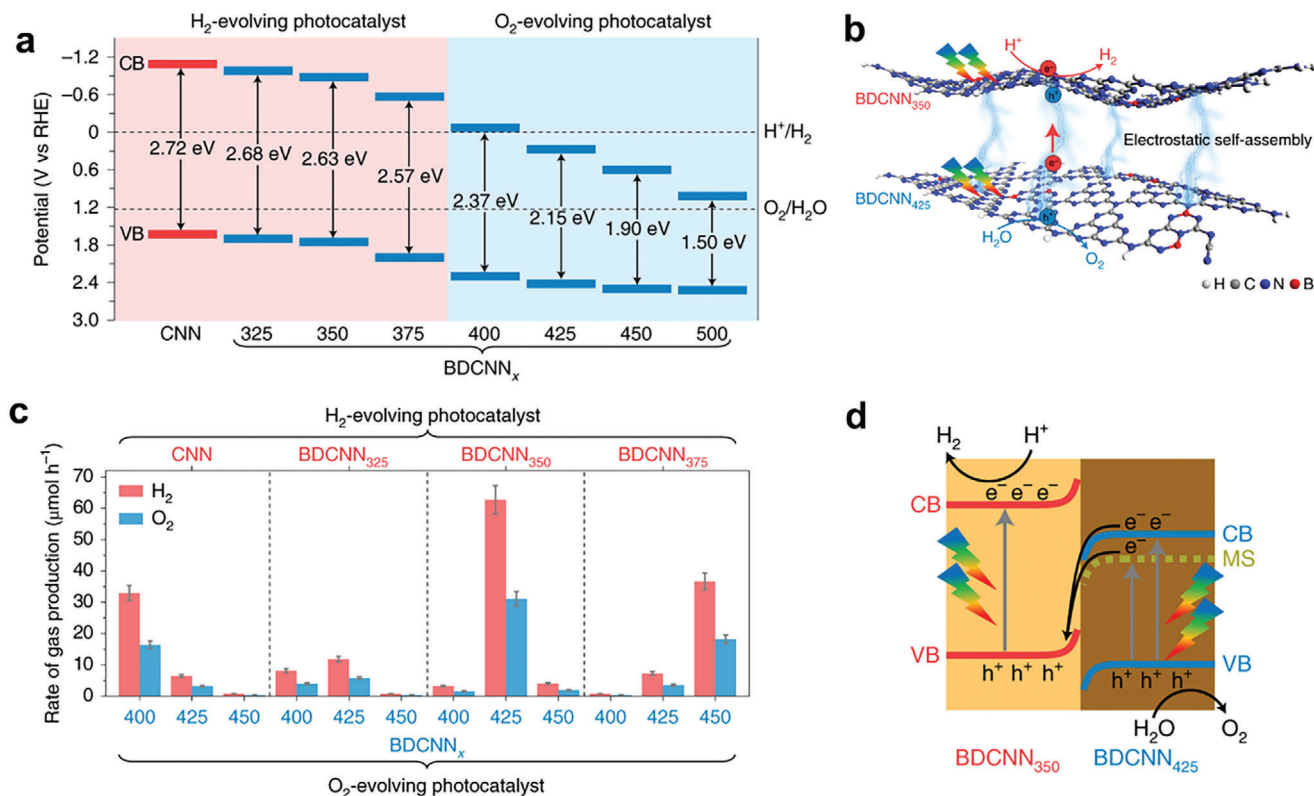 a
H₂-evolving photocatalyst
O₂-evolving photocatalyst
Potential (V vs RHE)
−1.2
−0.6
0
0.6
1.2
1.8
2.4
3.0
CB
VB
2.72 eV
2.68 eV
2.63 eV
2.57 eV
2.37 eV
2.15 eV
1.90 eV
1.50 eV
H⁺/H₂
O₂/H₂O
CNN
325
350
375
400
425
450
500
BDCNNₓ
b
H⁺
H₂
e⁻
h⁺
BDCNN₃₅₀
Electrostatic self-assembly
e⁻
BDCNN₄₂₅
h⁺
H₂O
O₂
H C N B
c
H₂-evolving photocatalyst
CNN
BDCNN₃₂₅
BDCNN₃₅₀
BDCNN₃₇₅
Rate of gas production (μmol h⁻¹)
70
60
50
40
30
20
10
0
H₂
O₂
400 425 450 400 425 450 400 425 450 400 425 450
BDCNNₓ
O₂-evolving photocatalyst
d
H₂
H⁺
e⁻ e⁻ e⁻
CB
e⁻ e⁻
CB
e⁻
MS
VB
VB
h⁺ h⁺ h⁺
h⁺ h⁺ h⁺
H₂O
O₂
BDCNN₃₅₀
BDCNN₄₂₅